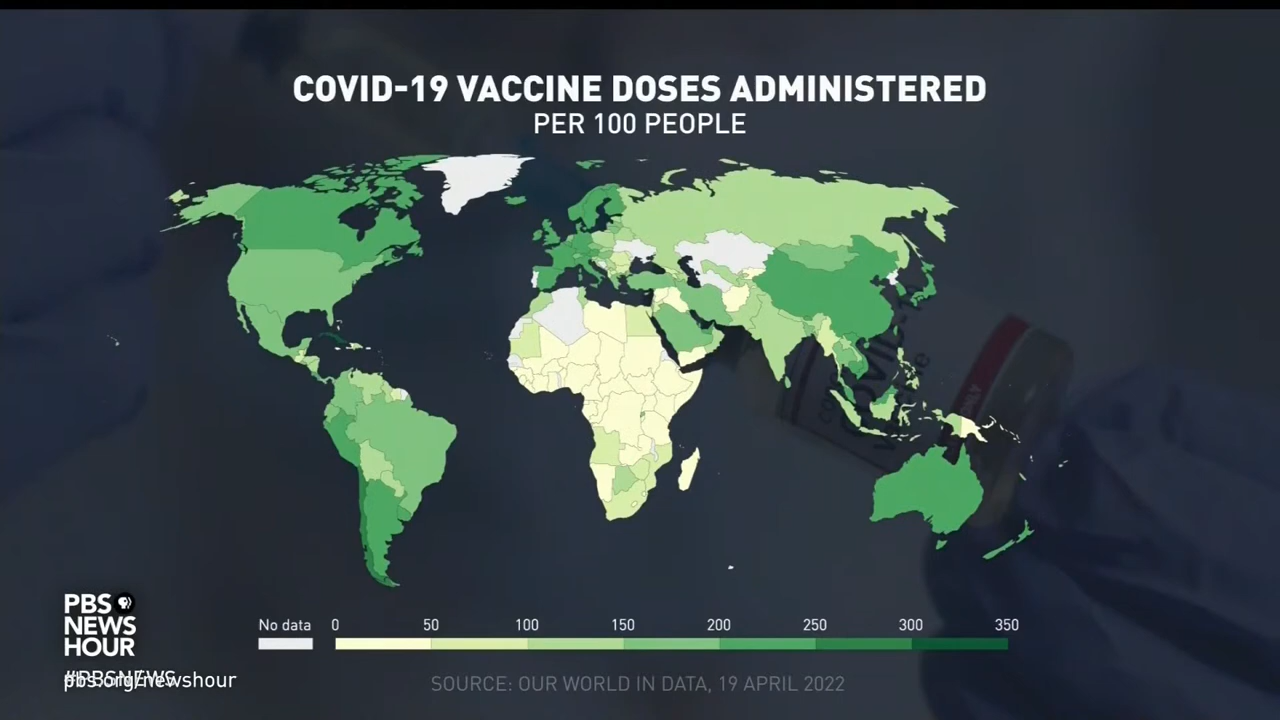 COVID-19 VACCINE DOSES ADMINISTERED
PER 100 PEOPLE
PBS
NEWS
HOUR
#PBSNEWS
pbs.org/newshour
No data 0 50 100 150 200 250 300 350
SOURCE: OUR WORLD IN DATA, 19 APRIL 2022